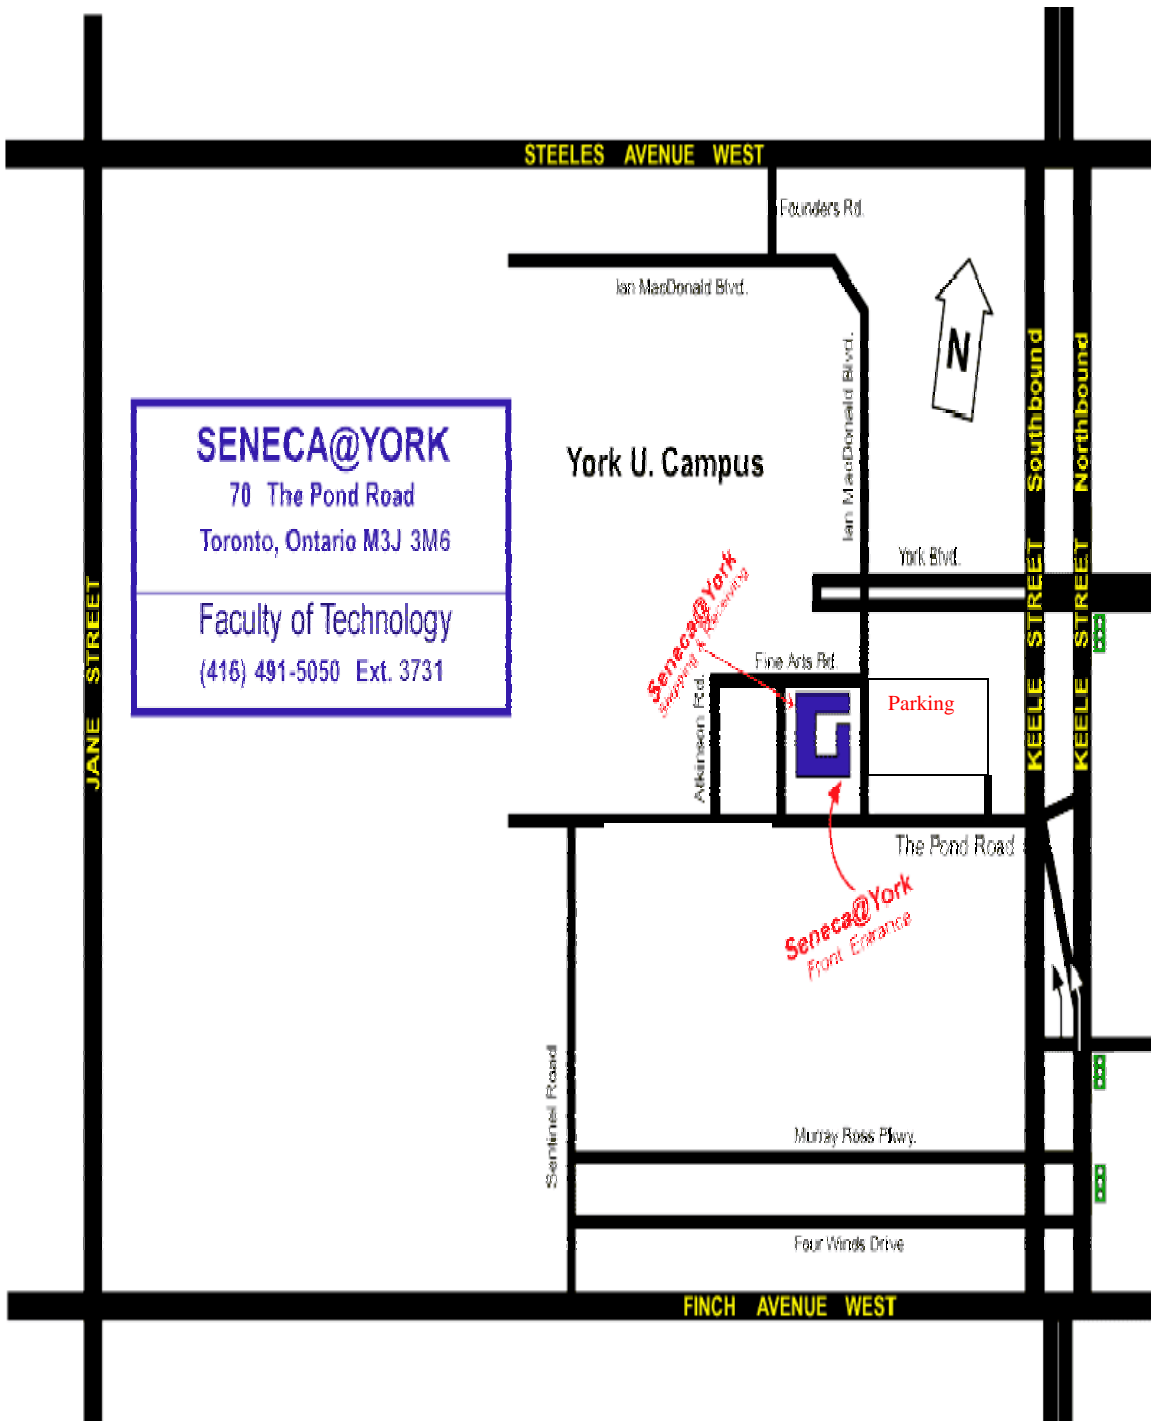 STEELES AVENUE WEST
Founders Rd.
Ian MacDonald Blvd.
N
KEELE STREET Southbound
KEELE STREET Northbound
Ian MacDonald Blvd.
SENECA@YORK
70 The Pond Road
Toronto, Ontario M3J 3M6
Faculty of Technology
(416) 491-5050 Ext. 3731
York U. Campus
JANE STREET
York Blvd.
Seneca@York
Shipping & Receiving
Fine Arts Rd.
Atkinson Rd.
Parking
The Pond Road
Seneca@York
Front Entrance
Sentinel Road
Murray Ross Pkwy.
Four Winds Drive
FINCH AVENUE WEST